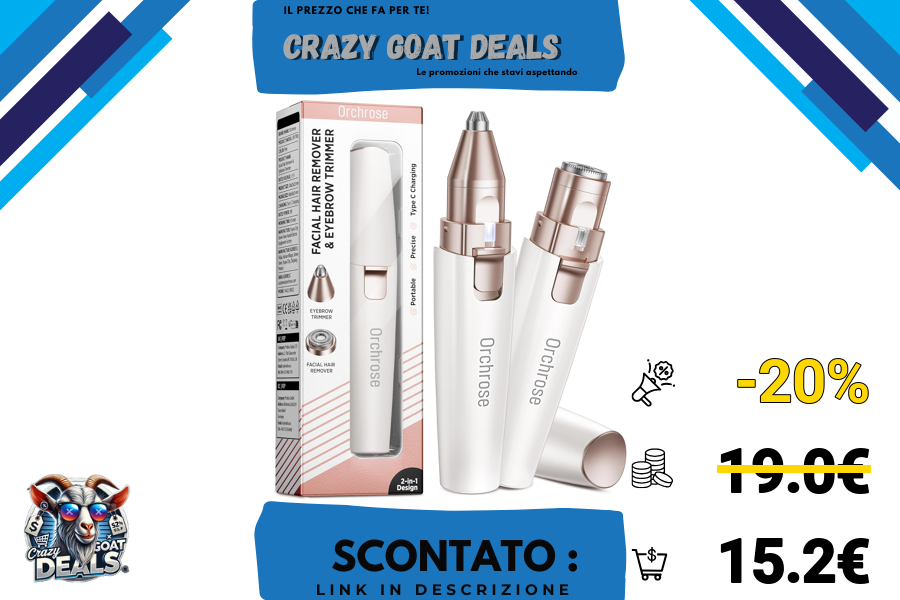 IL PREZZO CHE FA PER TE!
CRAZY GOAT DEALS
Le promozioni che stavi aspettando
Orchrose
FACIAL HAIR REMOVER
& EYEBROW TRIMMER
Portable Precise Type C Charging
EYEBROW
TRIMMER
FACIAL HAIR
REMOVER
Orchrose
2-in-1
Design
Orchrose
Orchrose
-20%
19.0€
15.2€
Crazy
GOAT
DEALS
SCONTATO :
LINK IN DESCRIZIONE